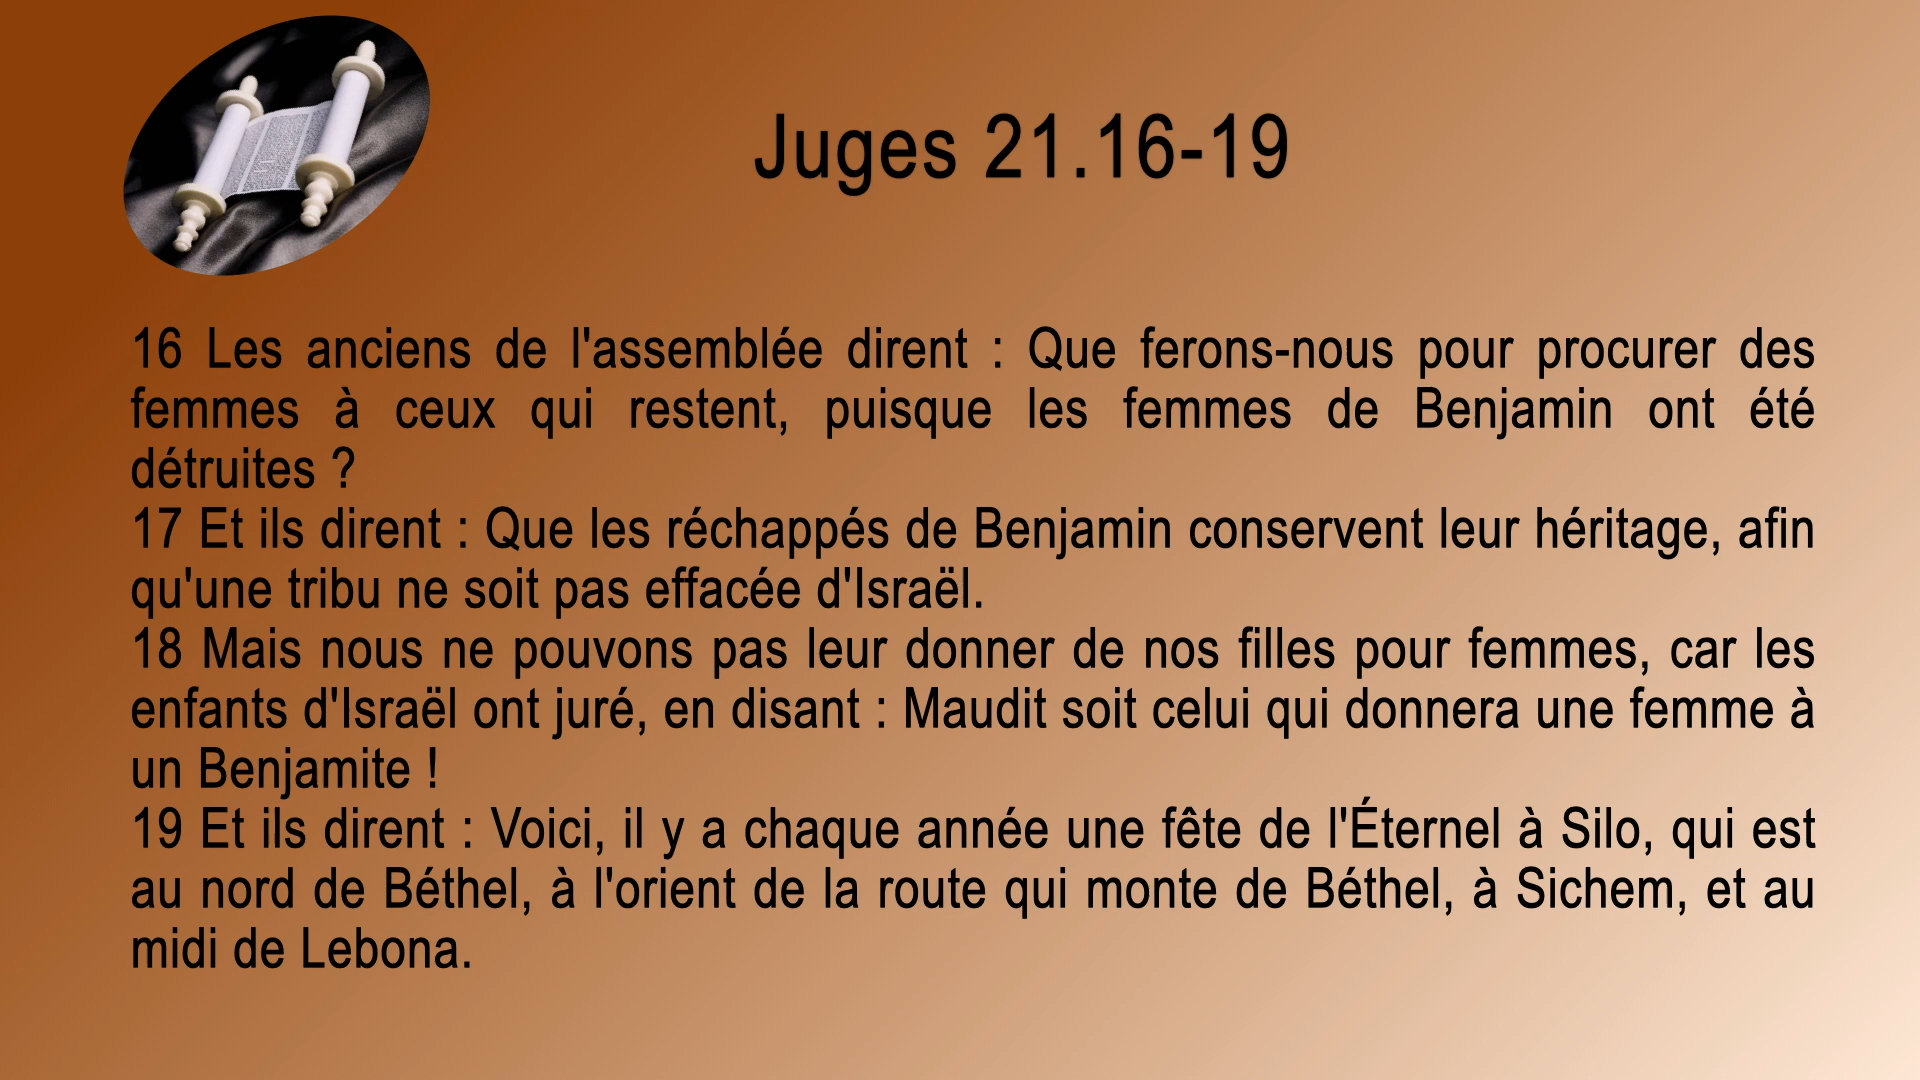 Juges 21.16-19
16 Les anciens de l'assemblée dirent : Que ferons-nous pour procurer des
femmes à ceux qui restent, puisque les femmes de Benjamin ont été
détruites ?
17 Et ils dirent : Que les réchappés de Benjamin conservent leur héritage, afin
qu'une tribu ne soit pas effacée d'Israël.
18 Mais nous ne pouvons pas leur donner de nos filles pour femmes, car les
enfants d'Israël ont juré, en disant : Maudit soit celui qui donnera une femme à
un Benjamite !
19 Et ils dirent : Voici, il y a chaque année une fête de l'Éternel à Silo, qui est
au nord de Béthel, à l'orient de la route qui monte de Béthel, à Sichem, et au
midi de Lebona.